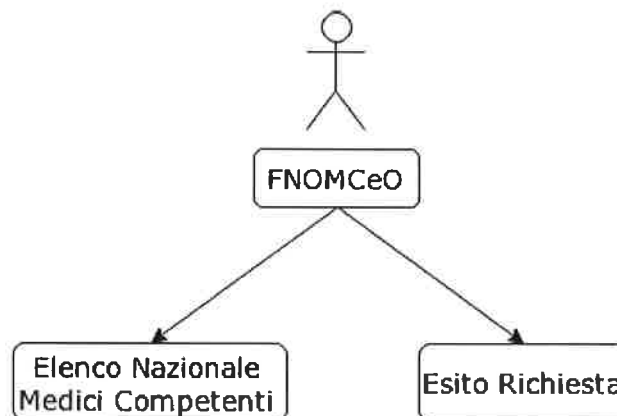 FNOMCeO
Elenco Nazionale
Medici Competenti
Esito Richiesta